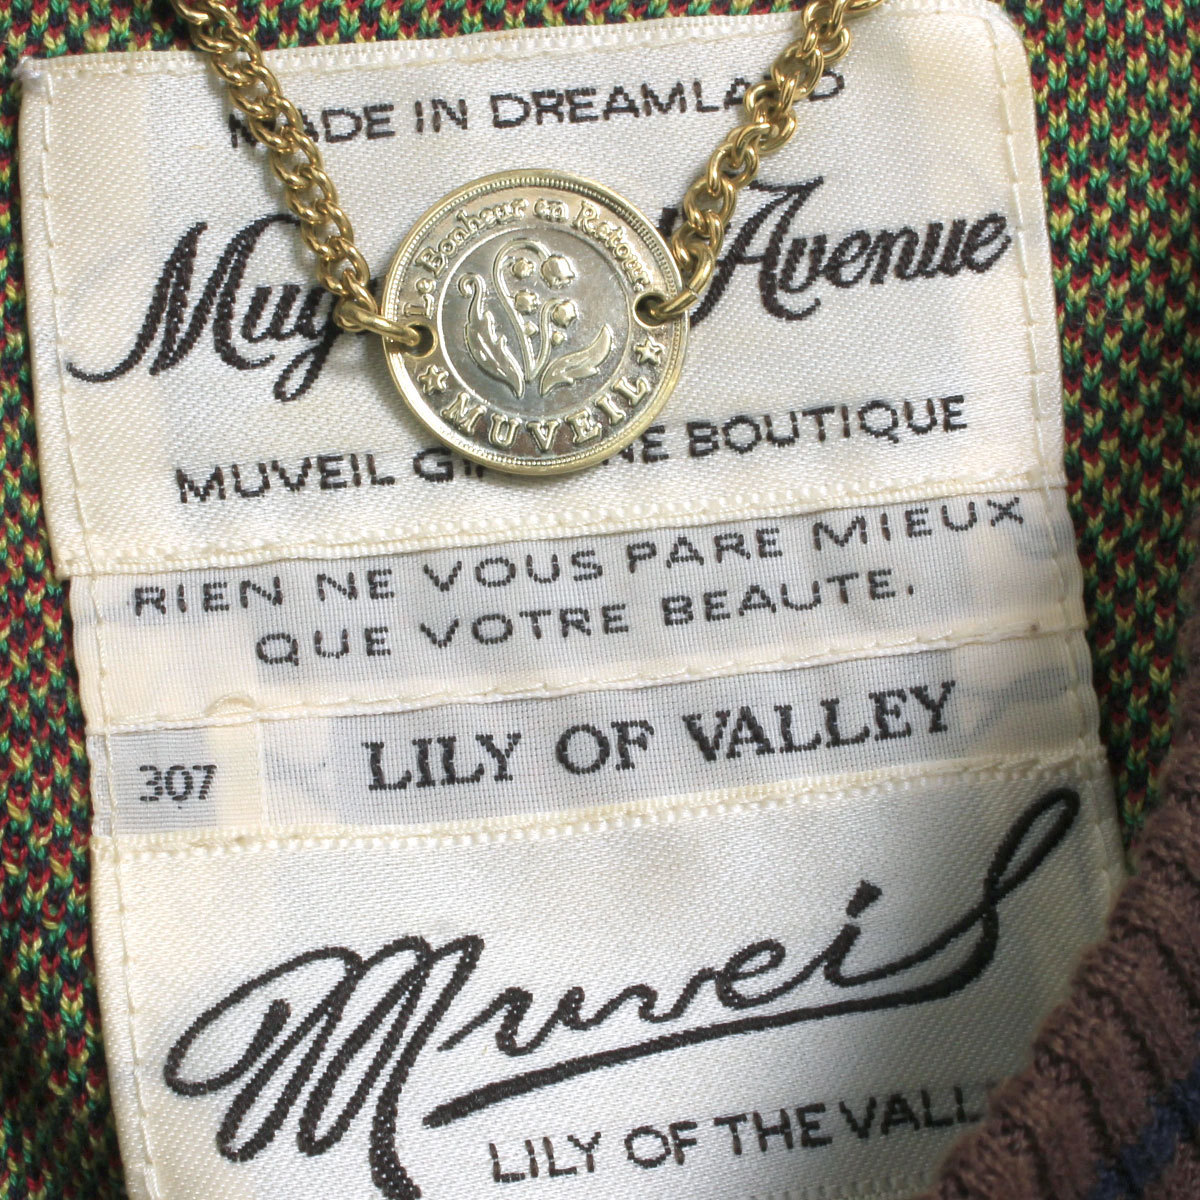 MADE IN DREAMLAND
Avenue
Le Bonheur en Retour
MUVEIL
MUVEIL BOUTIQUE
RIEN NE VOUS PARE MIEUX
QUE VOTRE BEAUTE.
307
LILY OF VALLEY
Muveil
LILY OF THE